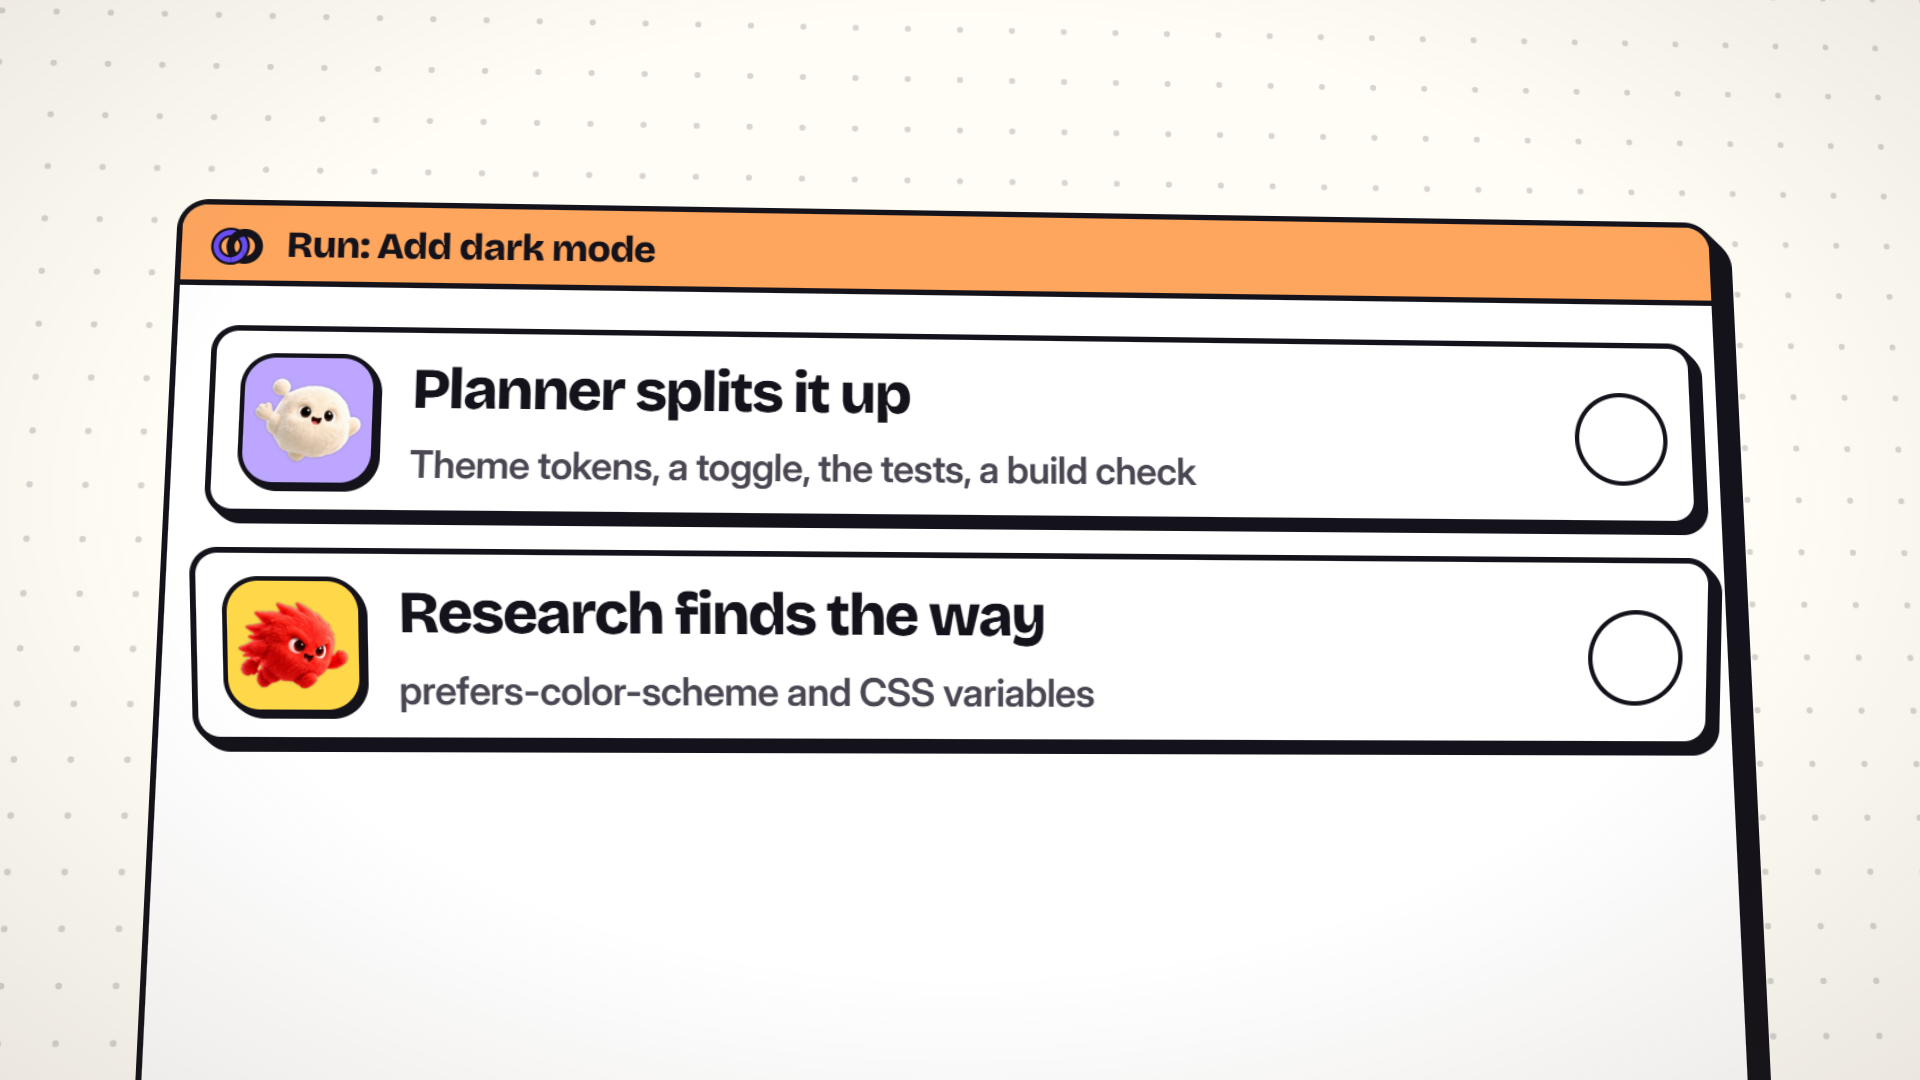 Run: Add dark mode
Planner splits it up
Theme tokens, a toggle, the tests, a build check
Research finds the way
prefers-color-scheme and CSS variables